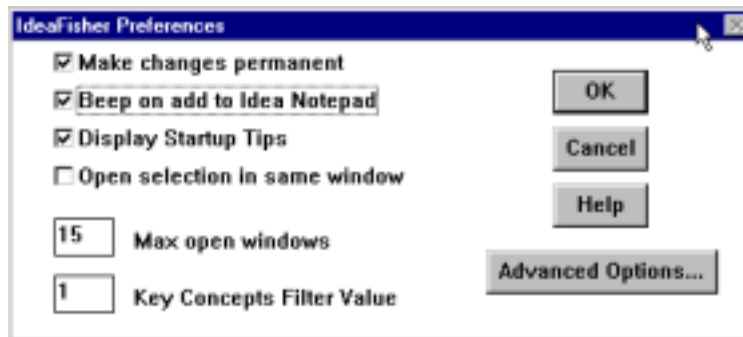 IdeaFisher Preferences
Make changes permanent
Beep on add to Idea Notepad
Display Startup Tips
Open selection in same window
15 Max open windows
1 Key Concepts Filter Value
OK
Cancel
Help
Advanced Options...